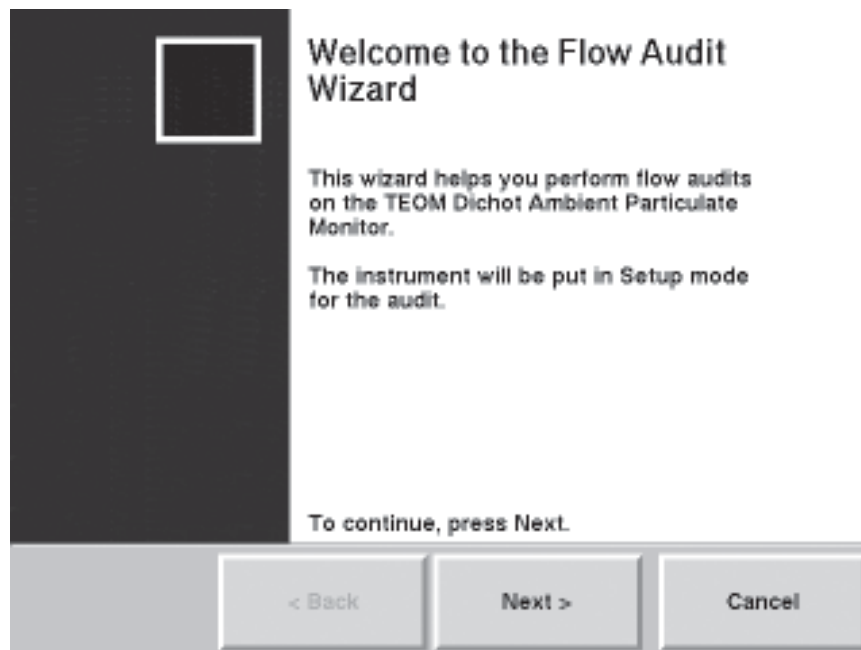 Welcome to the Flow Audit
Wizard
This wizard helps you perform flow audits
on the TEOM Dichot Ambient Particulate
Monitor.
The instrument will be put in Setup mode
for the audit.
To continue, press Next.
< Back
Next >
Cancel